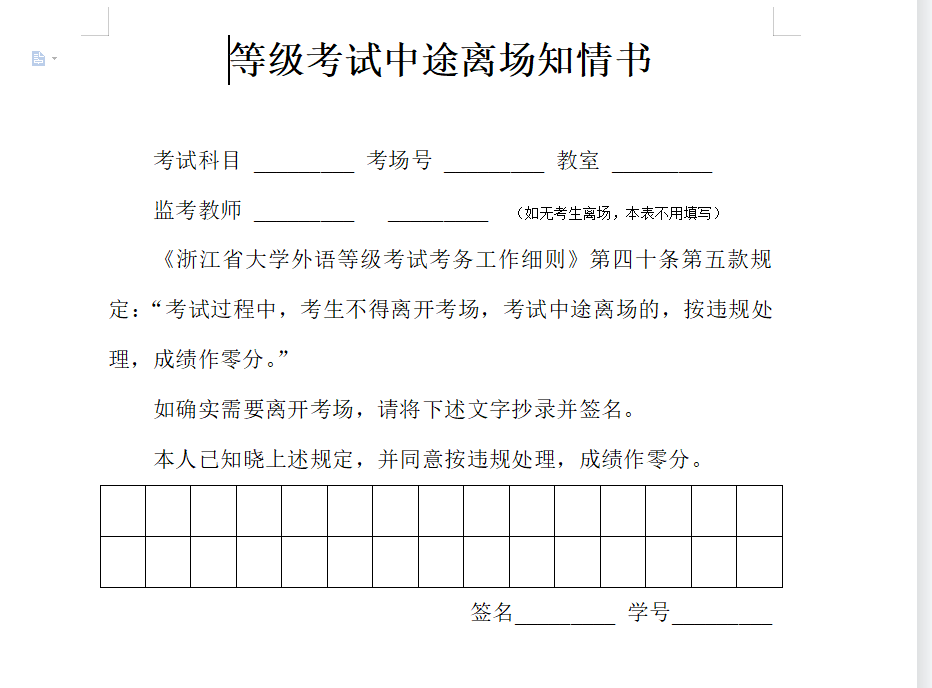 等级考试中途离场知情书
考试科目 _________ 考场号 _________ 教室 _________
监考教师 _________ _________ （如无考生离场，本表不用填写）
《浙江省大学外语等级考试考务工作细则》第四十条第五款规
定：“考试过程中，考生不得离开考场，考试中途离场的，按违规处
理，成绩作零分。”
如确实需要离开考场，请将下述文字抄录并签名。
本人已知晓上述规定，并同意按违规处理，成绩作零分。
签名_________ 学号_________